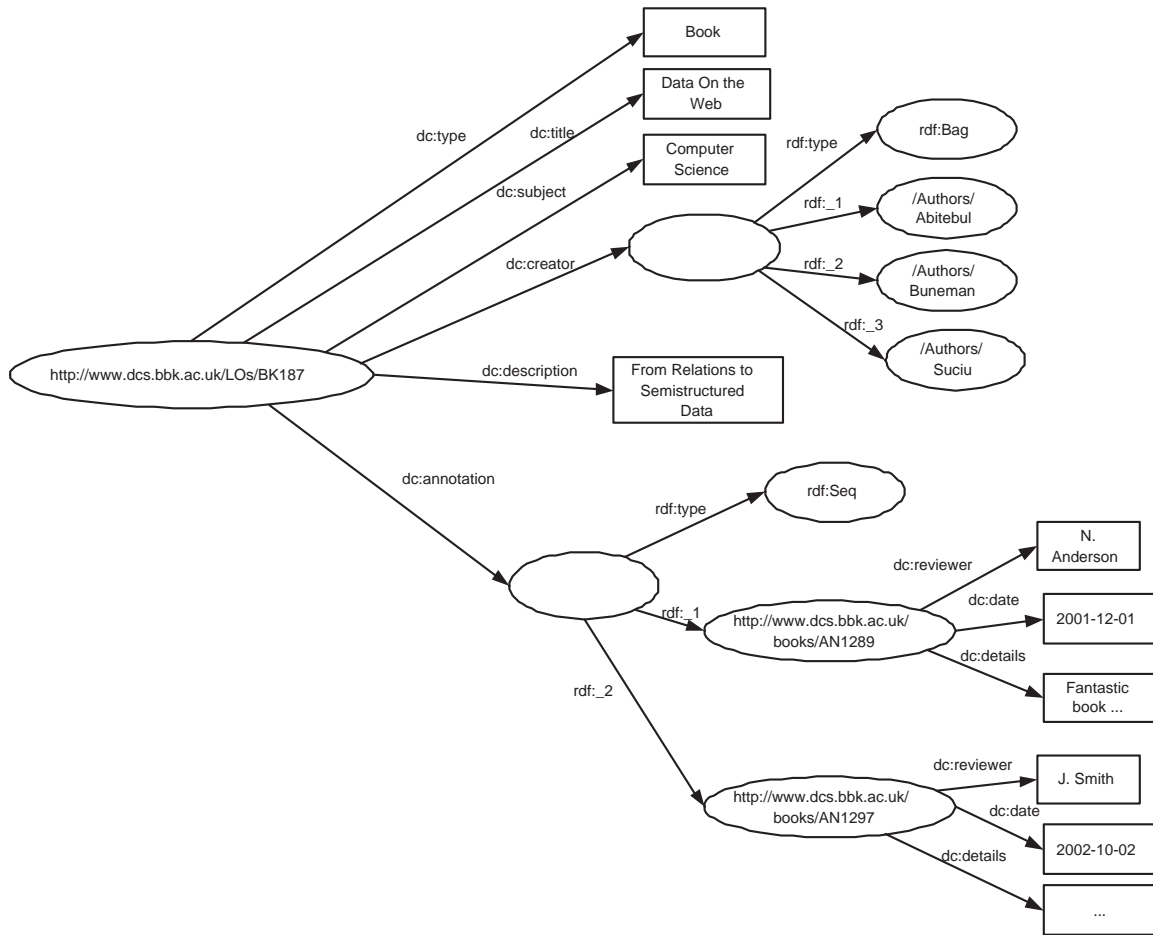 Book
Data On the
Web
dc:type
dc:title
Computer
Science
rdf:type
rdf:Bag
dc:subject
rdf:_1
/Authors/
Abitebul
dc:creator
rdf:_2
/Authors/
Buneman
rdf:_3
/Authors/
Suciu
http://www.dcs.bbk.ac.uk/LOs/BK187
dc:description
From Relations to
Semistructured
Data
dc:annotation
rdf:type
rdf:Seq
N.
Anderson
dc:reviewer
rdf:_1
http://www.dcs.bbk.ac.uk/
books/AN1289
dc:date
2001-12-01
dc:details
Fantastic
book ...
rdf:_2
dc:reviewer
J. Smith
http://www.dcs.bbk.ac.uk/
books/AN1297
dc:date
2002-10-02
dc:details
...